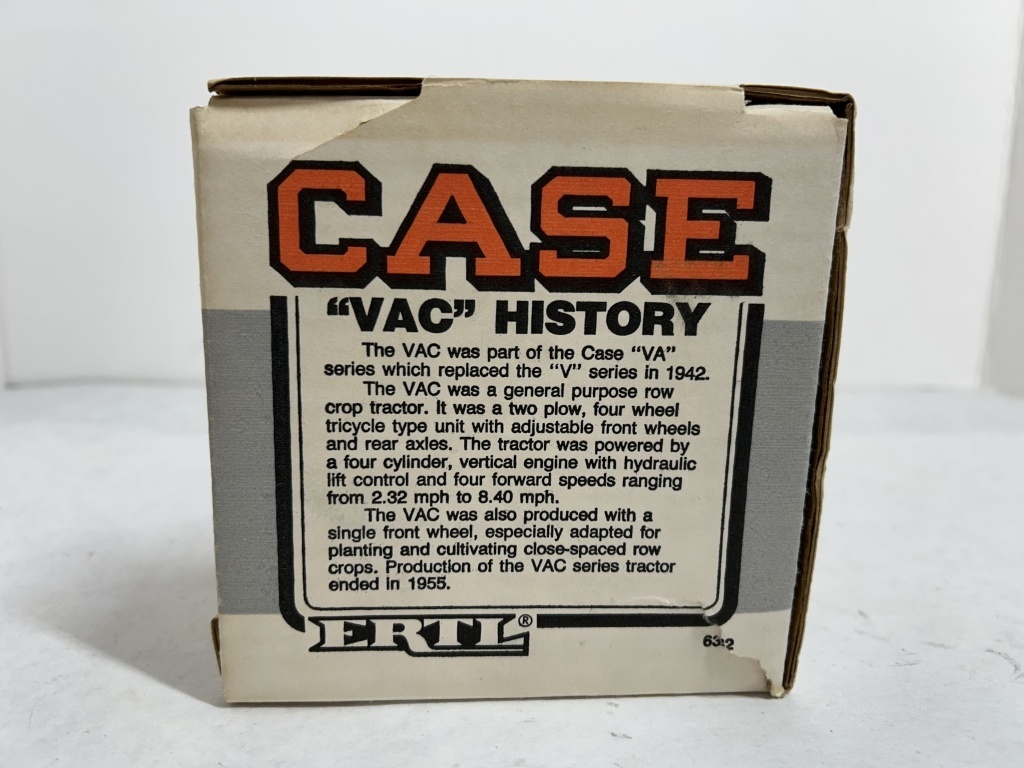 CASE
“VAC” HISTORY
The VAC was part of the Case “VA”
series which replaced the “V” series in 1942.
The VAC was a general purpose row
crop tractor. It was a two plow, four wheel
tricycle type unit with adjustable front wheels
and rear axles. The tractor was powered by
a four cylinder, vertical engine with hydraulic
lift control and four forward speeds ranging
from 2.32 mph to 8.40 mph.
The VAC was also produced with a
single front wheel, especially adapted for
planting and cultivating close-spaced row
crops. Production of the VAC series tractor
ended in 1955.
ERTL®